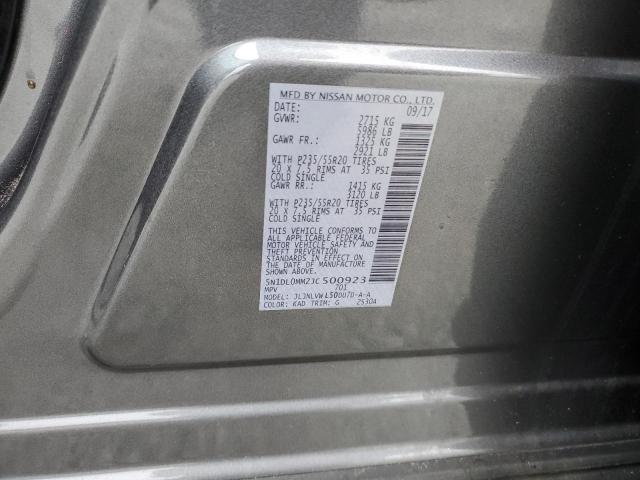 MFD BY NISSAN MOTOR CO., LTD.
DATE: 09/17
GVWR: 2715 KG
5986 LB
GAWR FR.: 1325 KG
2921 LB
WITH P235/55R20 TIRES
20 X 7.5 RIMS AT 35 PSI
COLD SINGLE
GAWR RR.: 1415 KG
3120 LB
WITH P235/55R20 TIRES
20 X 7.5 RIMS AT 35 PSI
COLD SINGLE
THIS VEHICLE CONFORMS TO
ALL APPLICABLE FEDERAL
MOTOR VEHICLE SAFETY AND
THEFT PREVENTION
STANDARDS IN EFFECT ON
THE DATE OF MANUFACTURE
SHOWN ABOVE.
5N1DL0MM2JC500923
MPV 701
MODEL:
COLOR: KAD TRIM: G 25304